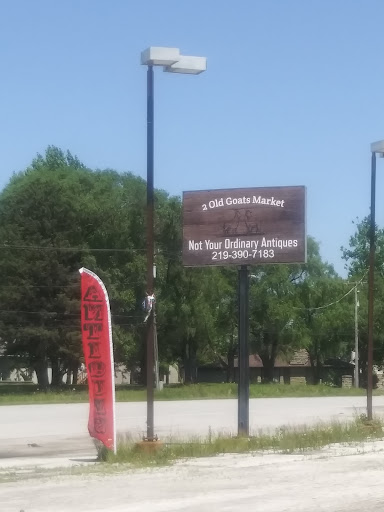 2 Old Goats Market
Not Your Ordinary Antiques
219-390-7183
ANTIQUES